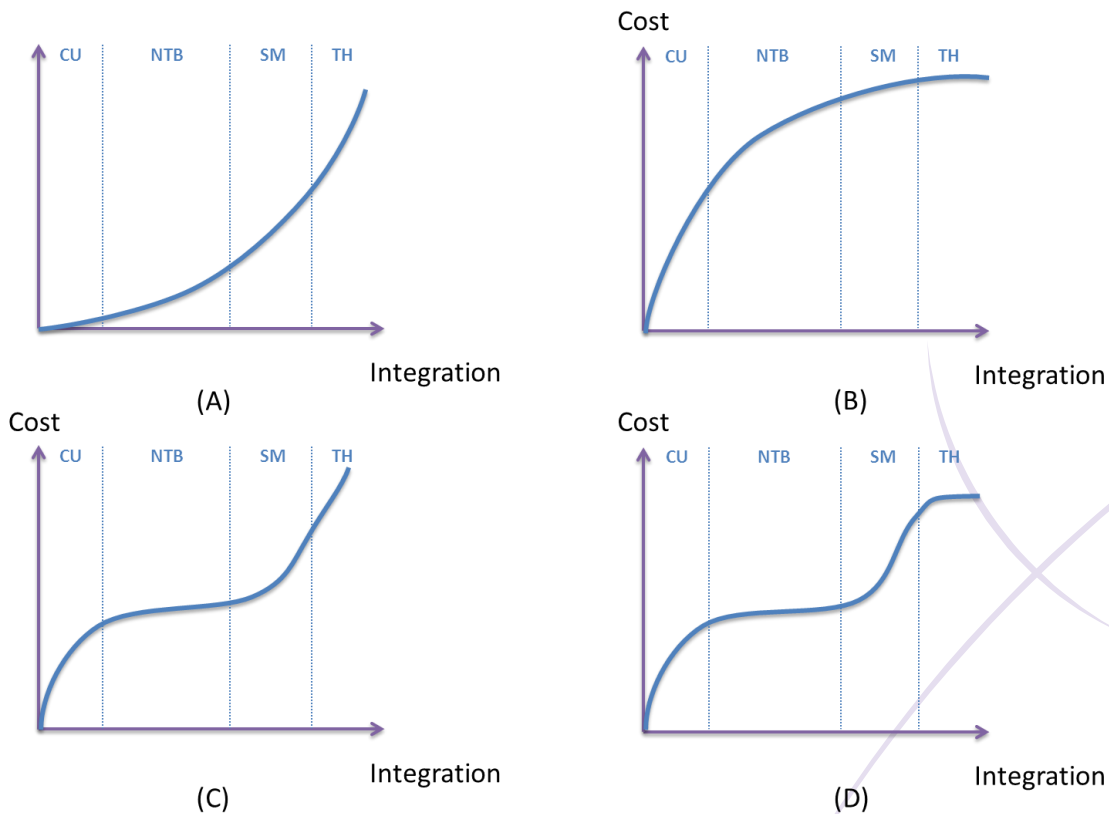 Cost
CU NTB SM TH
CU NTB SM TH
Integration
Integration
(A)
(B)
Cost
Cost
CU NTB SM TH
CU NTB SM TH
Integration
Integration
(C)
(D)